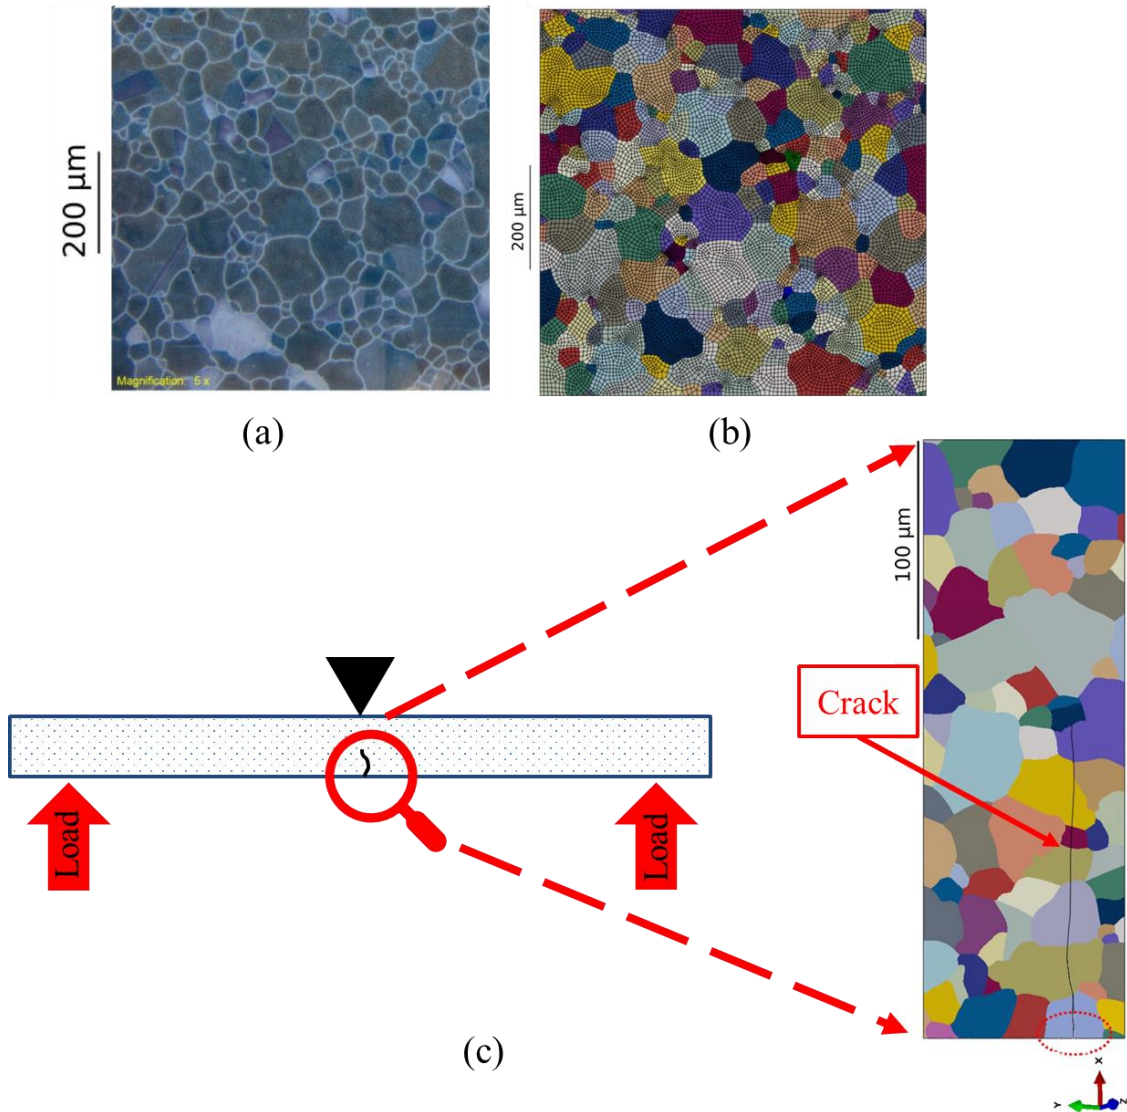 200 µm
Magnification: 5 x
200 µm
(a)
(b)
100 µm
Crack
Load
Load
(c)
X
Y
Z